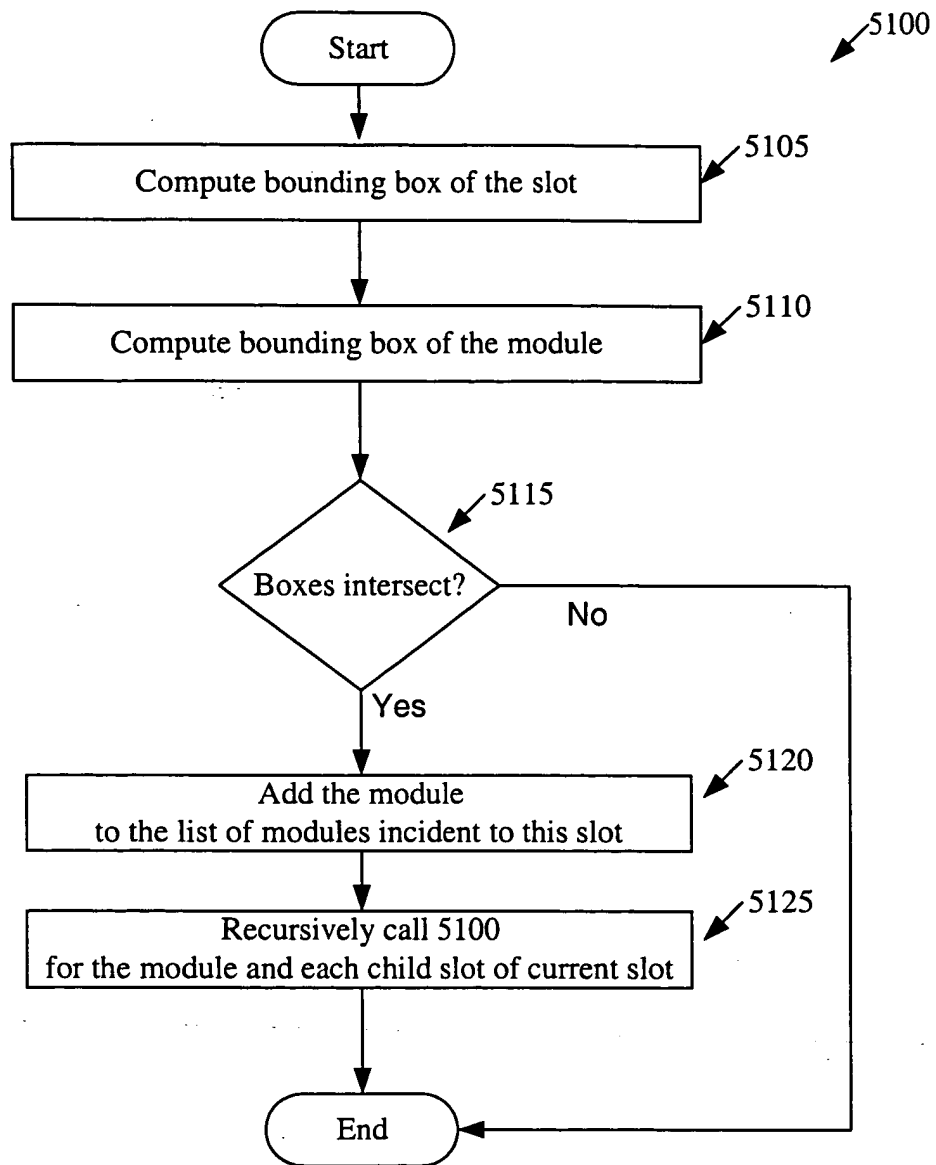 5100
Start
5105
Compute bounding box of the slot
5110
Compute bounding box of the module
5115
Boxes intersect?
No
Yes
5120
Add the module
to the list of modules incident to this slot
5125
Recursively call 5100
for the module and each child slot of current slot
End